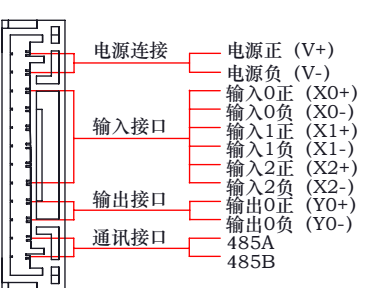 电源连接
电源正 (V+)
电源负 (V-)
输入接口
输入0正 (X0+)
输入0负 (X0-)
输入1正 (X1+)
输入1负 (X1-)
输入2正 (X2+)
输入2负 (X2-)
输出接口
输出0正 (Y0+)
输出0负 (Y0-)
通讯接口
485A
485B